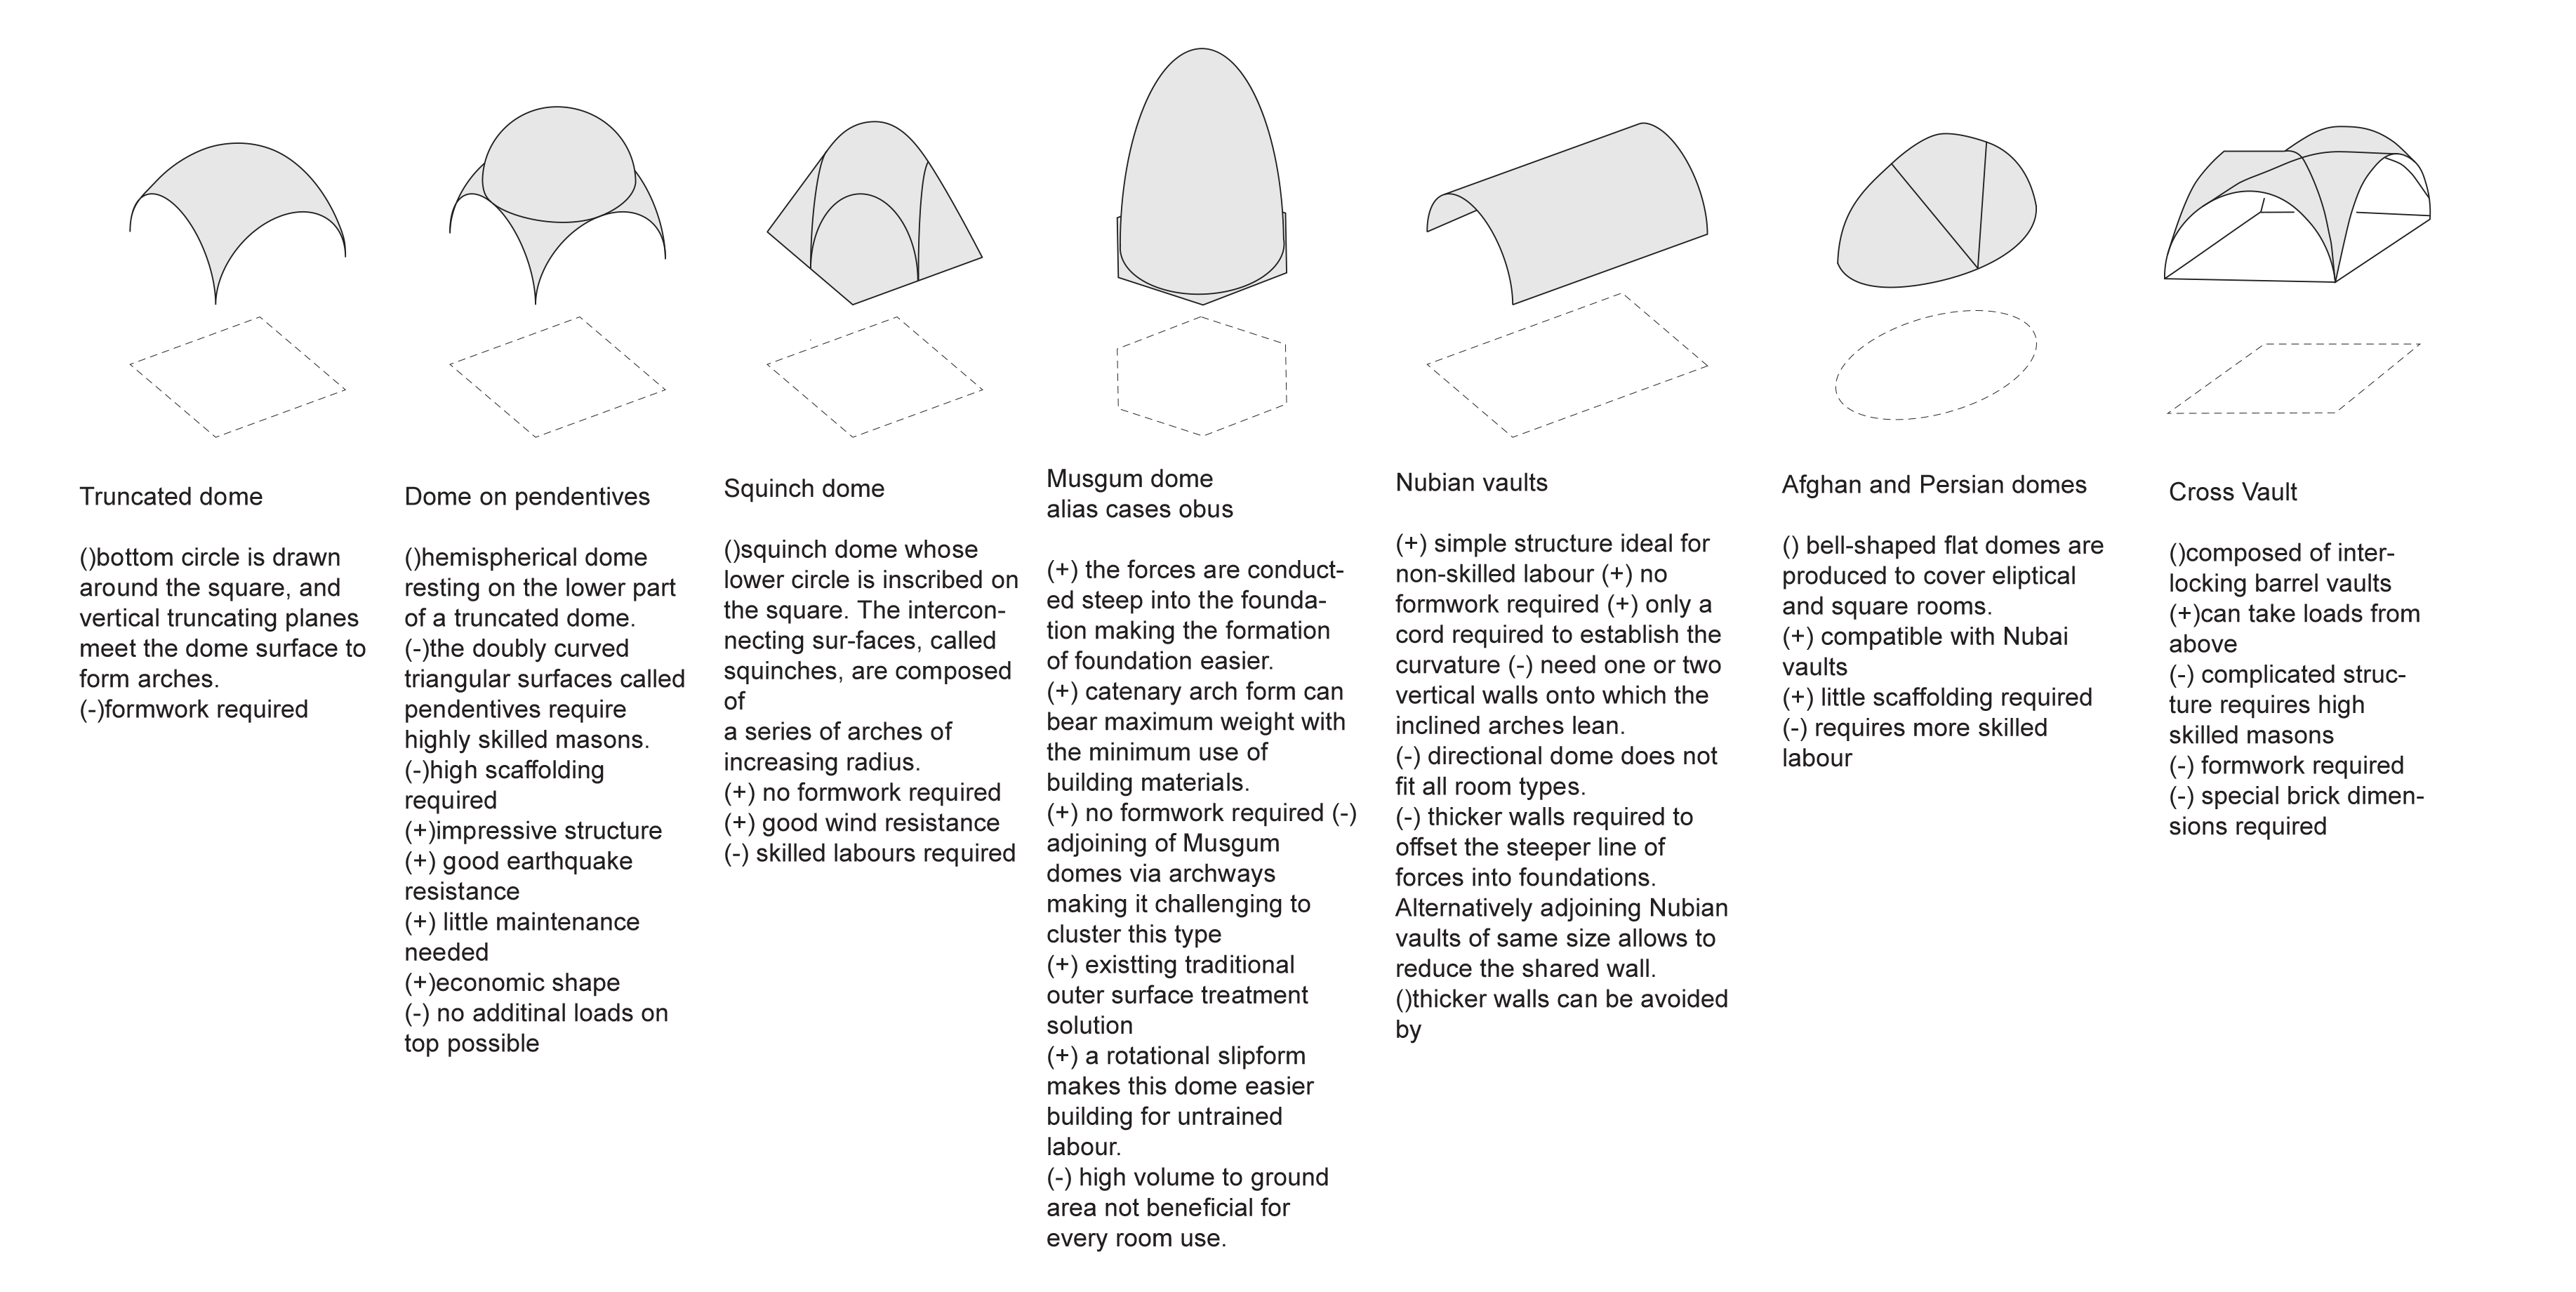 Truncated dome
()bottom circle is drawn
around the square, and
vertical truncating planes
meet the dome surface to
form arches.
(-)formwork required
Dome on pendentives
()hemispherical dome
resting on the lower part
of a truncated dome.
(-)the doubly curved
triangular surfaces called
pendentives require
highly skilled masons.
(-)high scaffolding
required
(+)impressive structure
(+) good earthquake
resistance
(+) little maintenance
needed
(+)economic shape
(-) no additinal loads on
top possible
Squinch dome
()squinch dome whose
lower circle is inscribed on
the square. The intercon-
necting sur-faces, called
squinches, are composed
of
a series of arches of
increasing radius.
(+) no formwork required
(+) good wind resistance
(-) skilled labours required
Musgum dome
alias cases obus
(+) the forces are conduct-
ed steep into the founda-
tion making the formation
of foundation easier.
(+) catenary arch form can
bear maximum weight with
the minimum use of
building materials.
(+) no formwork required (-)
adjoining of Musgum
domes via archways
making it challenging to
cluster this type
(+) existting traditional
outer surface treatment
solution
(+) a rotational slipform
makes this dome easier
building for untrained
labour.
(-) high volume to ground
area not beneficial for
every room use.
Nubian vaults
(+) simple structure ideal for
non-skilled labour (+) no
formwork required (+) only a
cord required to establish the
curvature (-) need one or two
vertical walls onto which the
inclined arches lean.
(-) directional dome does not
fit all room types.
(-) thicker walls required to
offset the steeper line of
forces into foundations.
Alternatively adjoining Nubian
vaults of same size allows to
reduce the shared wall.
()thicker walls can be avoided
by
Afghan and Persian domes
() bell-shaped flat domes are
produced to cover eliptical
and square rooms.
(+) compatible with Nubai
vaults
(+) little scaffolding required
(-) requires more skilled
labour
Cross Vault
()composed of inter-
locking barrel vaults
(+)can take loads from
above
(-) complicated struc-
ture requires high
skilled masons
(-) formwork required
(-) special brick dimen-
sions required